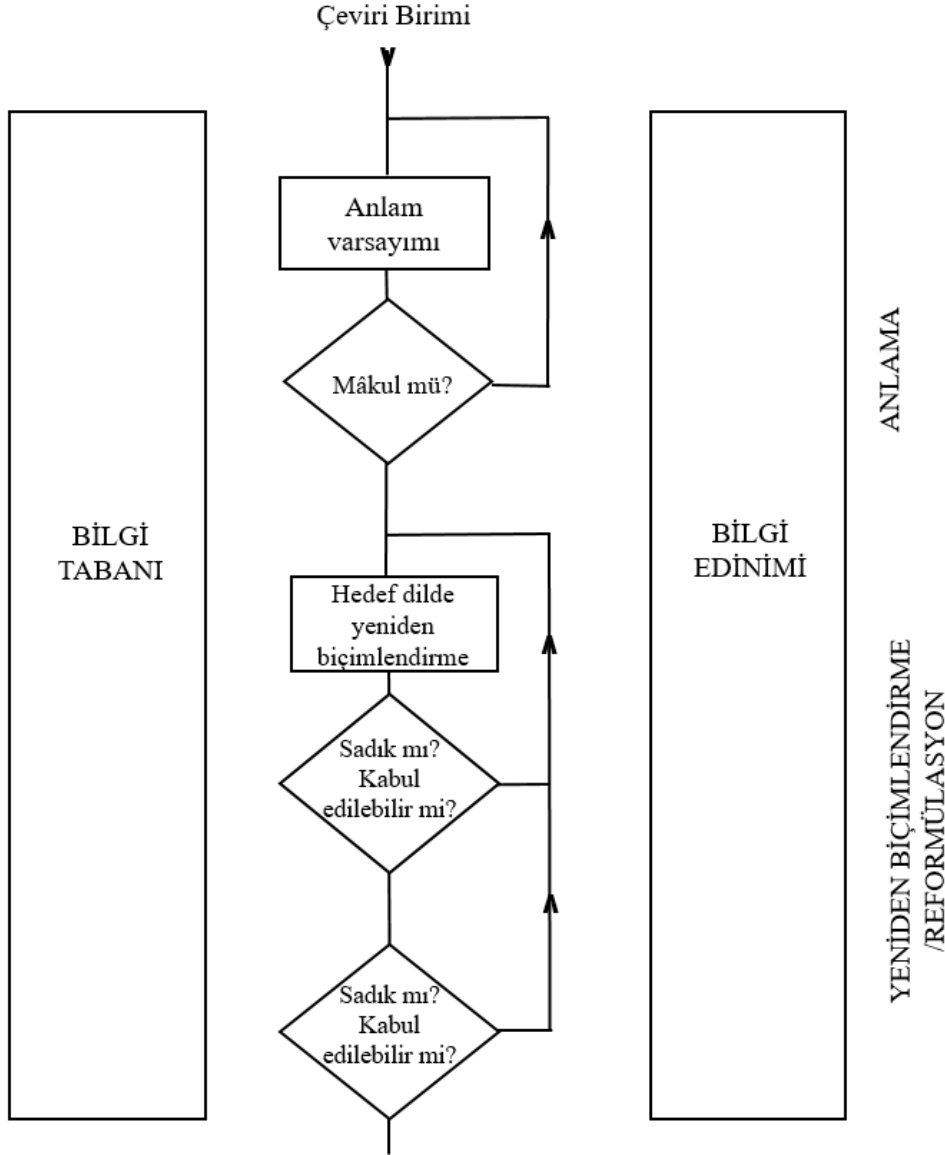 Çeviri Birimi
Anlam
varsayımı
Mâkul mü?
BİLGİ
TABANI
BİLGİ
EDİNİMİ
ANLAMA
Hedef dilde
yeniden
biçimlendirme
Sadık mı?
Kabul
edilebilir mi?
Sadık mı?
Kabul
edilebilir mi?
YENİDEN BİÇİMLENDİRME
/REFORMÜLASYON